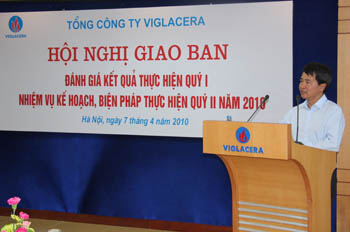 TỔNG CÔNG TY VIGLACERA
HỘI NGHỊ GIAO BAN
ĐÁNH GIÁ KẾT QUẢ THỰC HIỆN QUÝ I
NHIỆM VỤ KẾ HOẠCH, BIỆN PHÁP THỰC HIỆN QUÝ II NĂM 2010
Hà Nội, ngày 7 tháng 4 năm 2010
VIGLACERA
VIGLACERA